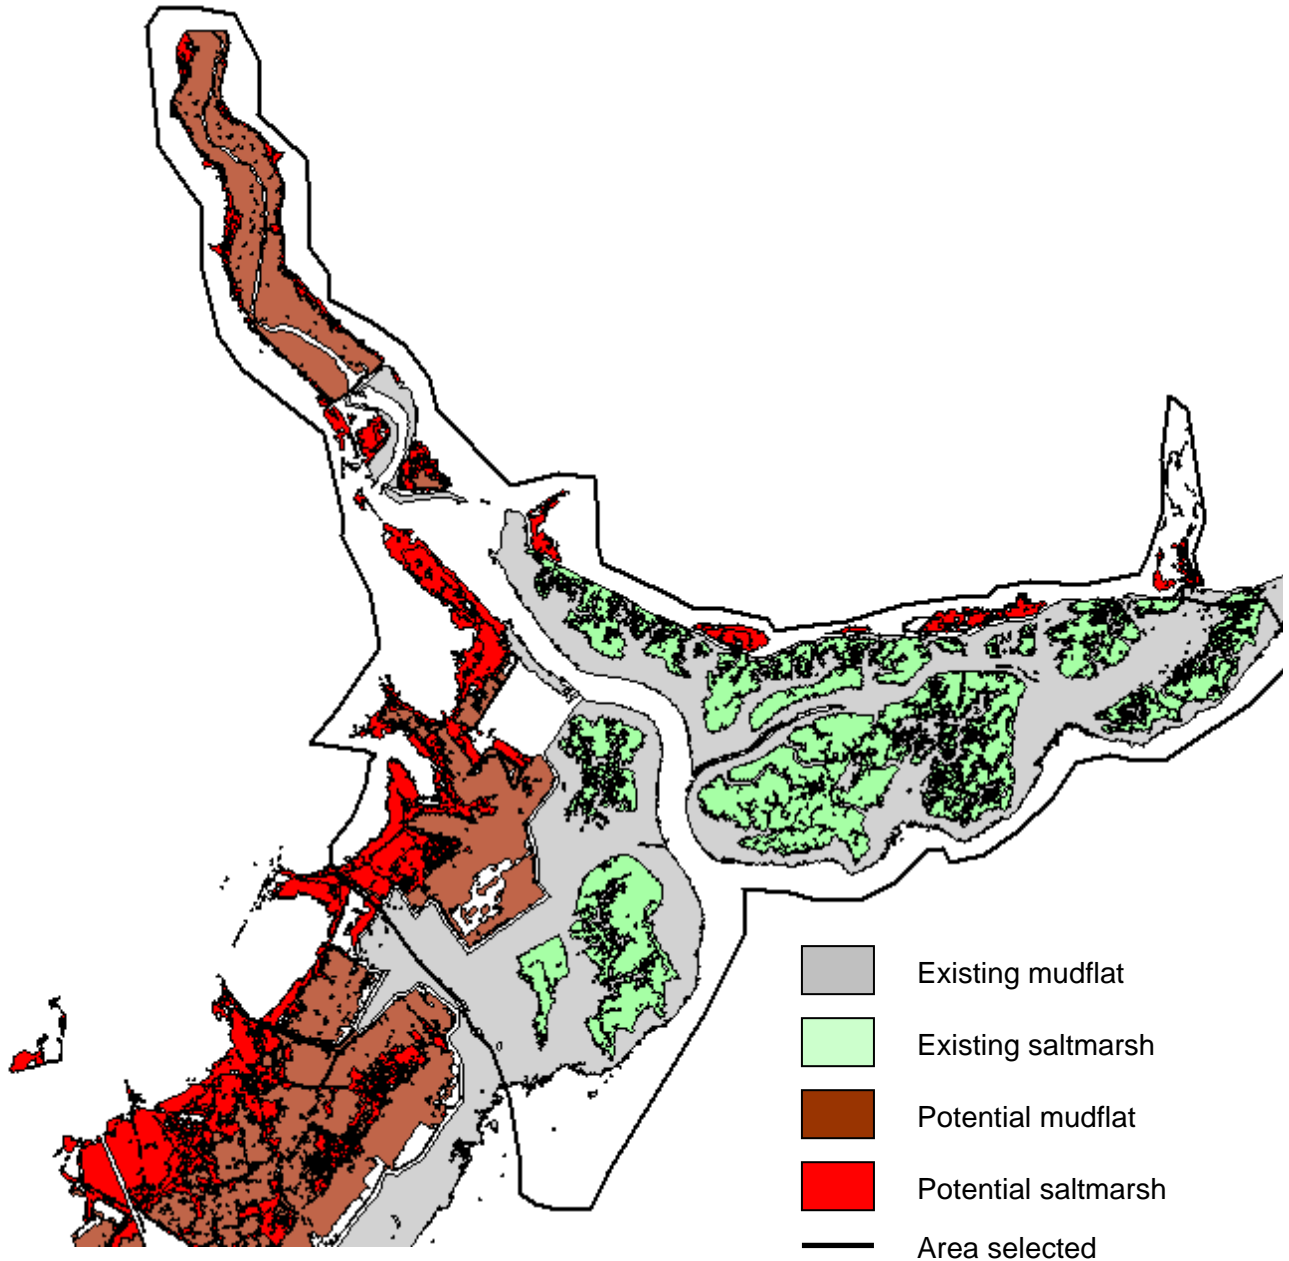 Existing mudflat
Existing saltmarsh
Potential mudflat
Potential saltmarsh
Area selected